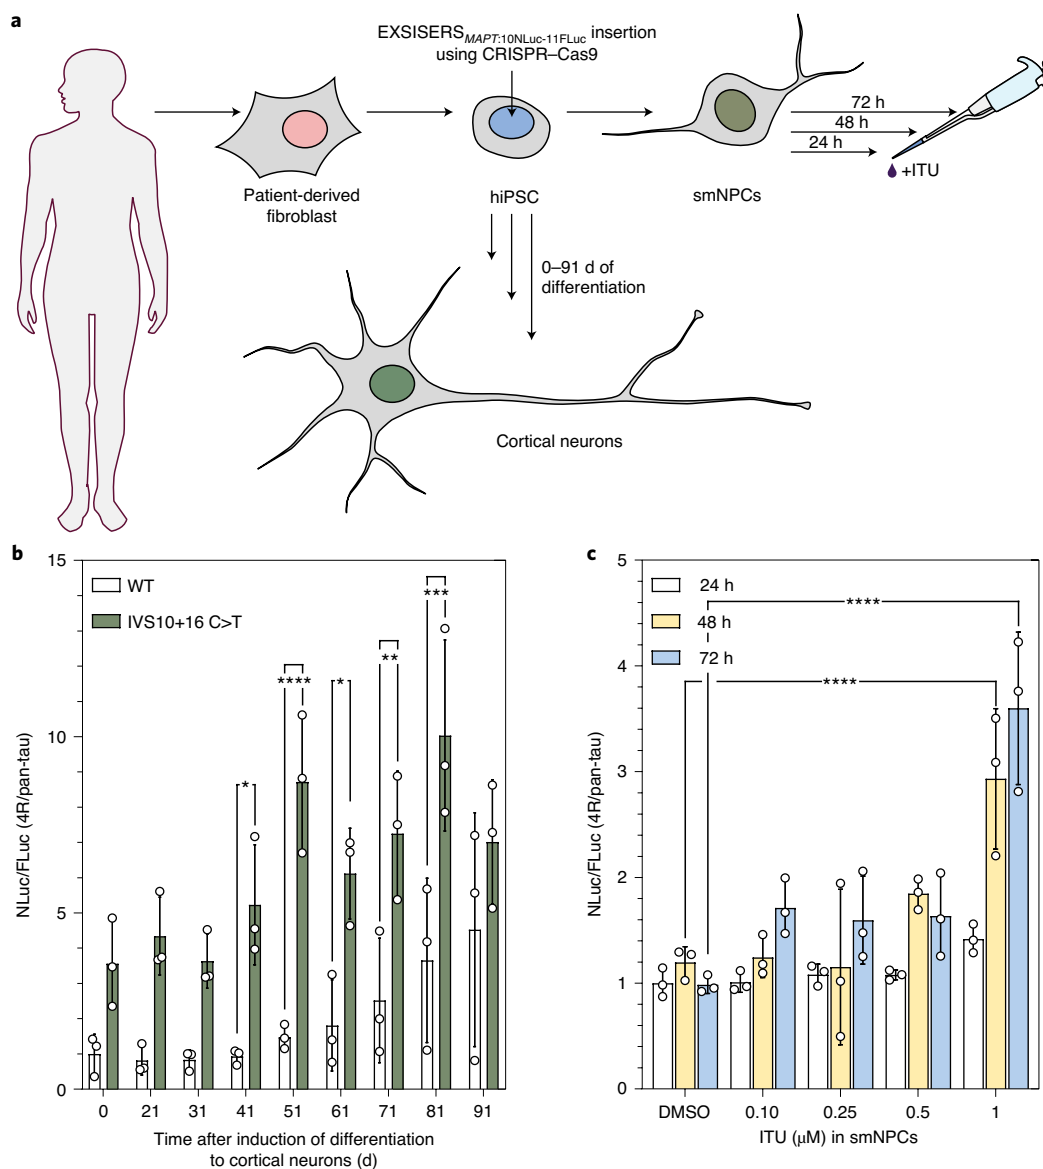 a
EXSISERS MAPT:10NLuc-11FLuc insertion
using CRISPR–Cas9
72 h
48 h
24 h
+ITU
Patient-derived
fibroblast
hiPSC
smNPCs
0–91 d of
differentiation
Cortical neurons
b
15
10
5
0
NLuc/FLuc (4R/pan-tau)
WT
IVS10+16 C>T
*
****
*
**
***
0 21 31 41 51 61 71 81 91
Time after induction of differentiation
to cortical neurons (d)
c
5
4
3
2
1
0
NLuc/FLuc (4R/pan-tau)
24 h
48 h
72 h
****
****
DMSO 0.10 0.25 0.5 1
ITU (μM) in smNPCs